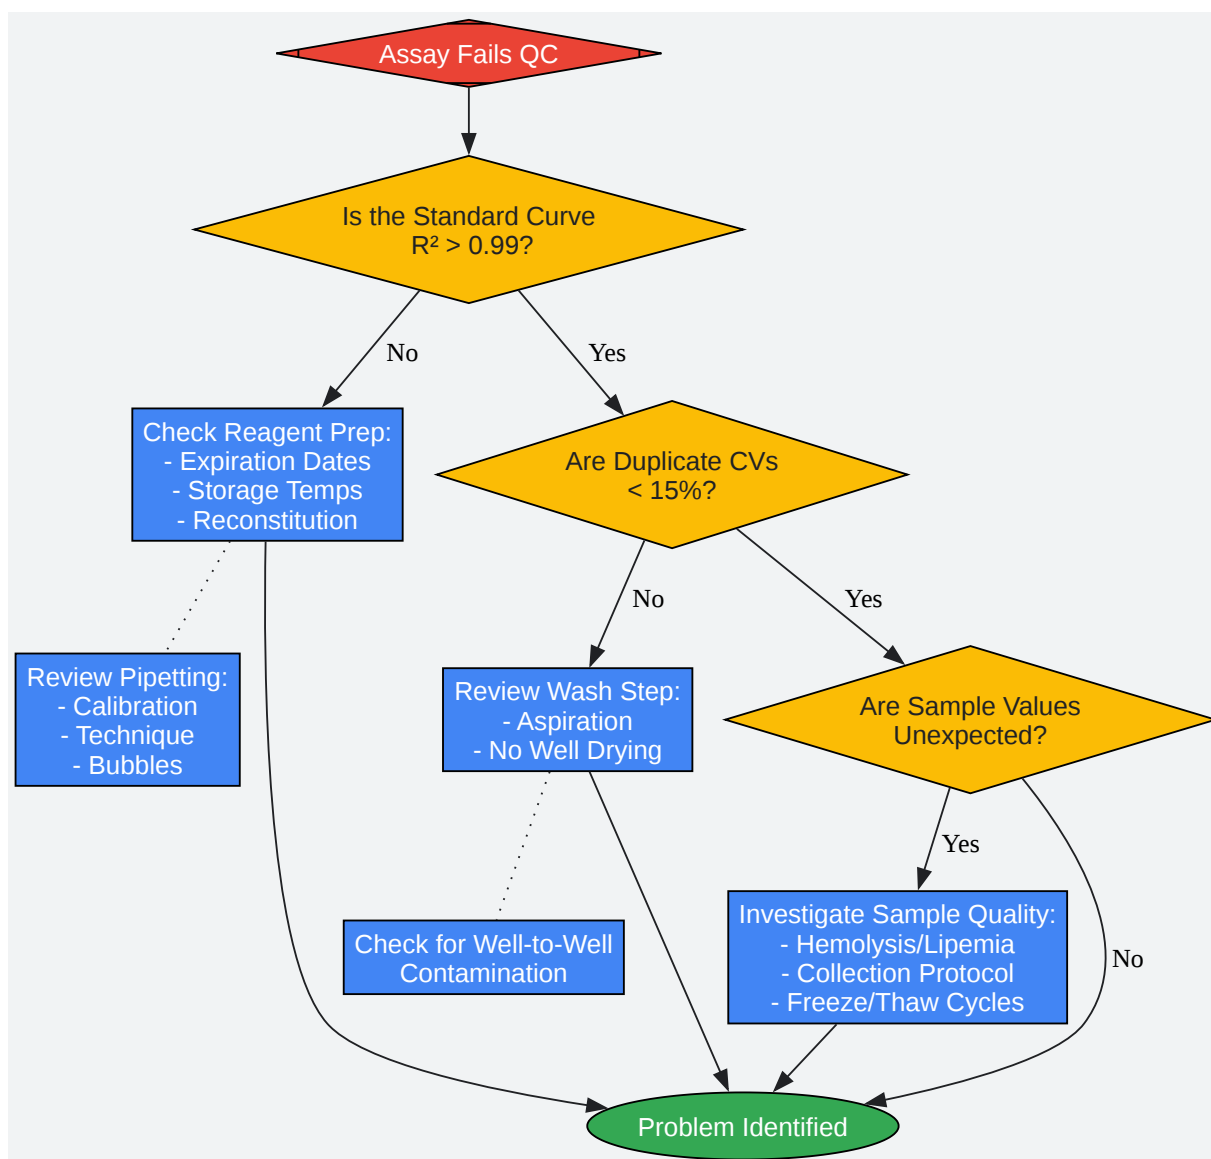 Assay Fails QC
Is the Standard Curve
R² > 0.99?
No
Yes
Check Reagent Prep:
- Expiration Dates
- Storage Temps
- Reconstitution
Are Duplicate CVs
< 15%?
No
Yes
Review Pipetting:
- Calibration
- Technique
- Bubbles
Review Wash Step:
- Aspiration
- No Well Drying
Are Sample Values
Unexpected?
Yes
No
Check for Well-to-Well
Contamination
Investigate Sample Quality:
- Hemolysis/Lipemia
- Collection Protocol
- Freeze/Thaw Cycles
Problem Identified